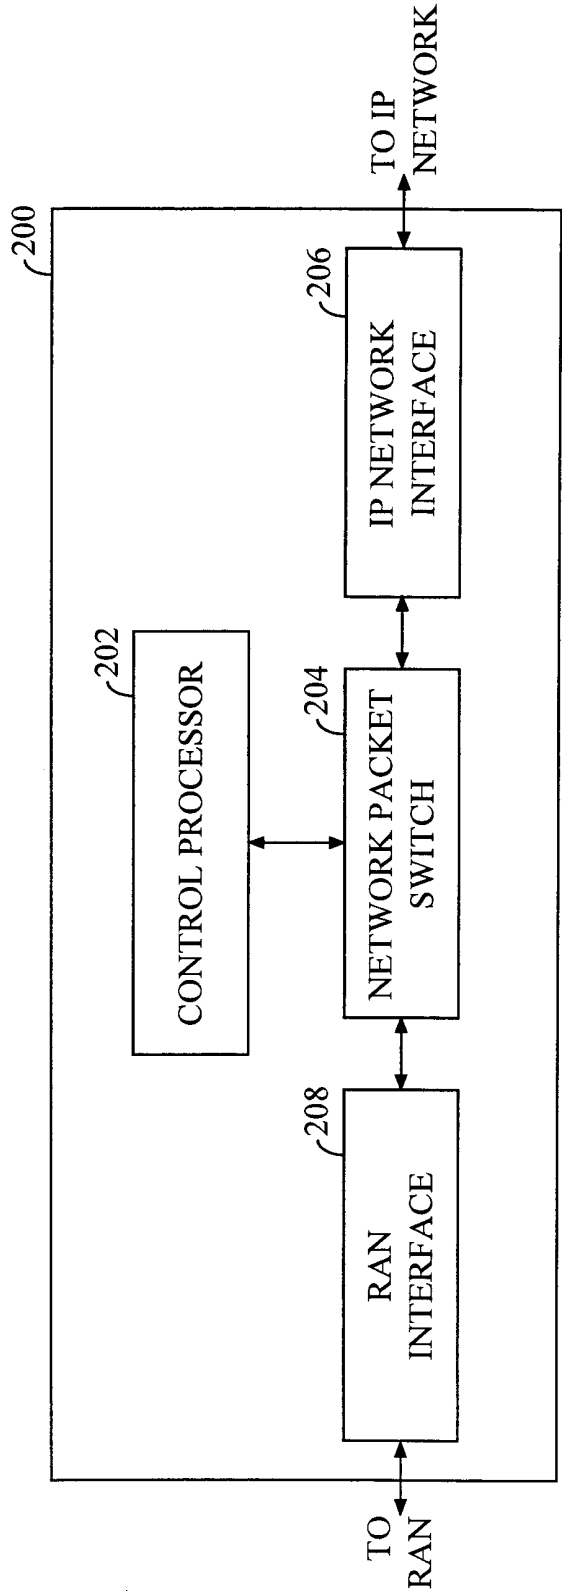 200
202
CONTROL PROCESSOR
208
204
206
TO
RAN
RAN
INTERFACE
NETWORK PACKET
SWITCH
IP NETWORK
INTERFACE
TO IP
NETWORK